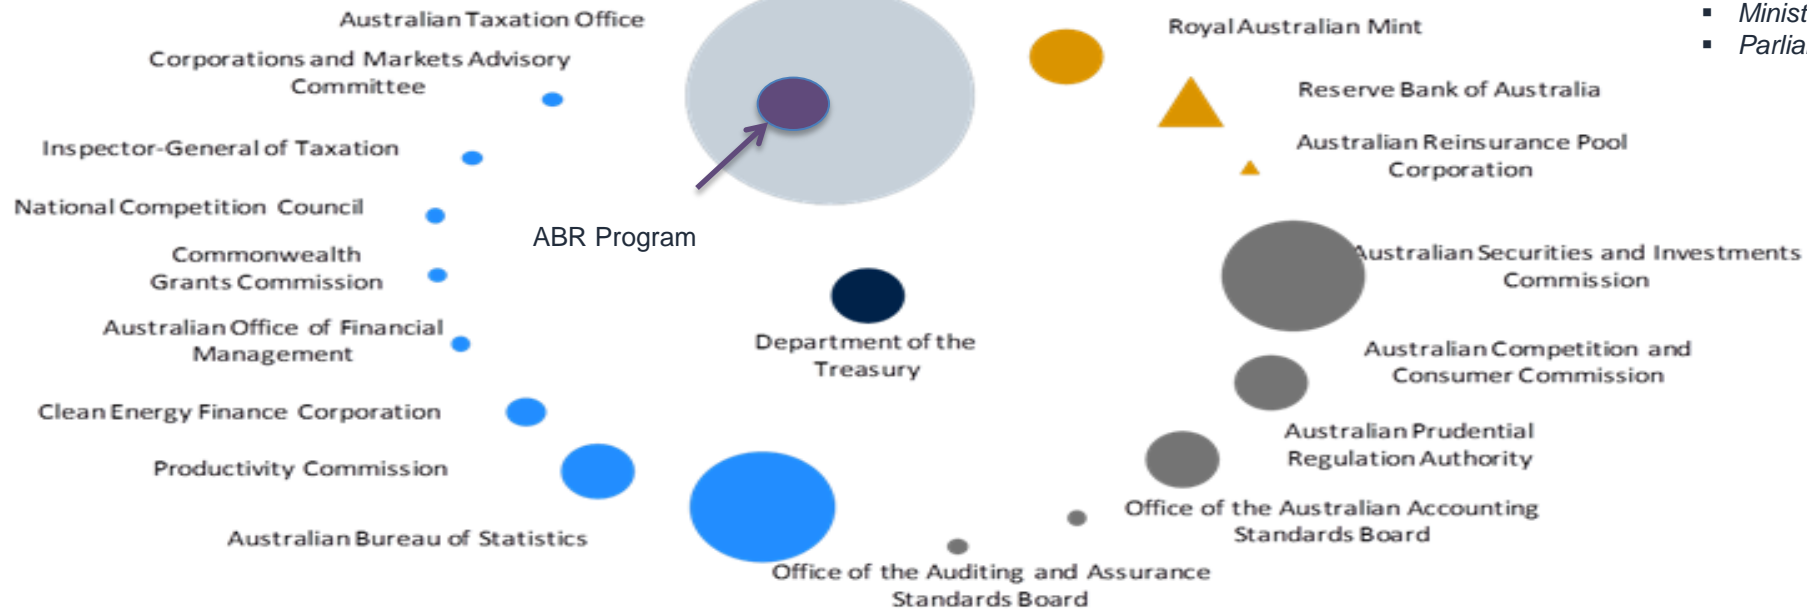 Australian Taxation Office
Corporations and Markets Advisory
Committee
Inspector-General of Taxation
National Competition Council
Commonwealth
Grants Commission
Australian Office of Financial
Management
Clean Energy Finance Corporation
Productivity Commission
Australian Bureau of Statistics
ABR Program
Department of the
Treasury
Office of the Auditing and Assurance
Standards Board
Royal Australian Mint
Reserve Bank of Australia
Australian Reinsurance Pool
Corporation
Australian Securities and Investments
Commission
Australian Competition and
Consumer Commission
Australian Prudential
Regulation Authority
Office of the Australian Accounting
Standards Board